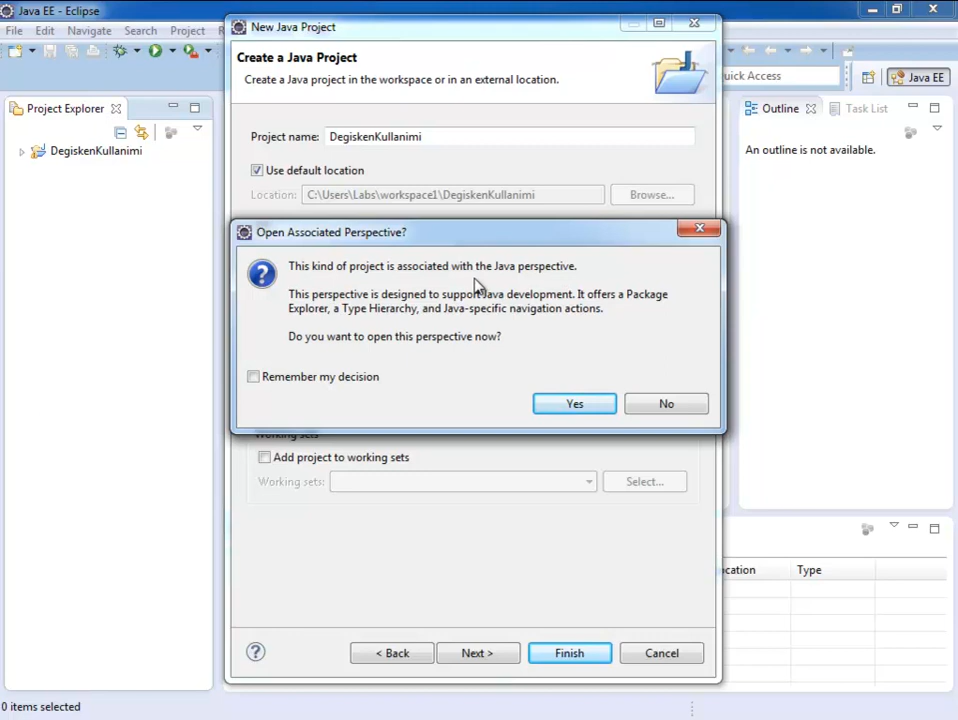 Java EE - Eclipse
File Edit Navigate Search Project
New Java Project
Create a Java Project
Create a Java project in the workspace or in an external location.
Quick Access
Java EE
Project Explorer
Outline
Task List
DegiskenKullanimi
An outline is not available.
Project name:
DegiskenKullanimi
Use default location
Location:
C:\Users\Labs\workspace1\DegiskenKullanimi
Browse...
Open Associated Perspective?
This kind of project is associated with the Java perspective.
This perspective is designed to support Java development. It offers a Package
Explorer, a Type Hierarchy, and Java-specific navigation actions.
Do you want to open this perspective now?
Remember my decision
Yes
No
Working sets
Add project to working sets
Working sets:
Select...
Type
< Back
Next >
Finish
Cancel
0 items selected